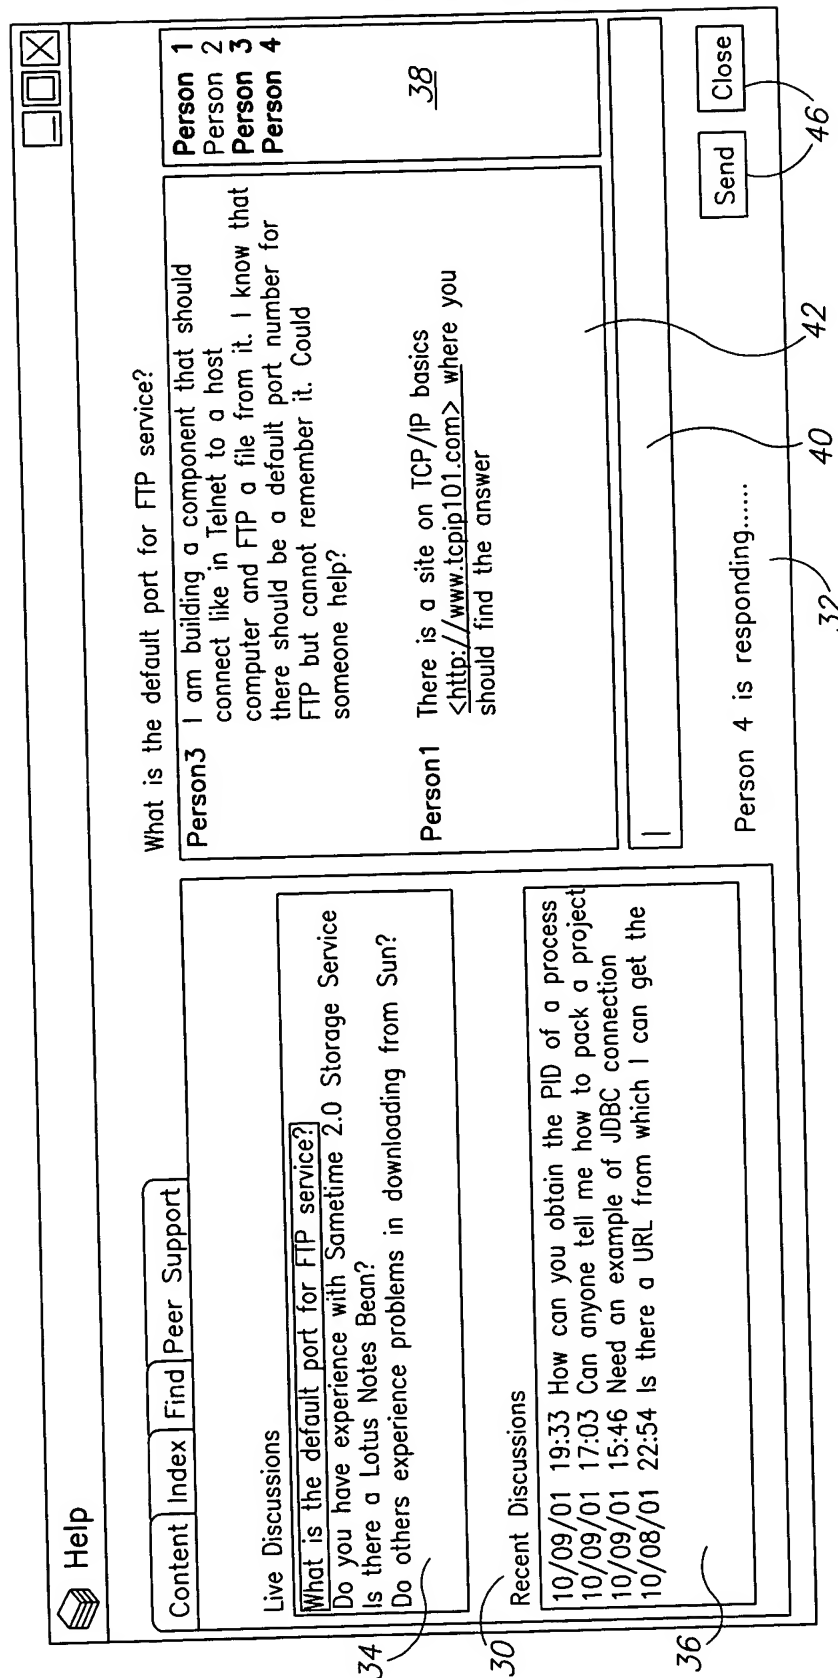 Help
Content Index Find Peer Support
Live Discussions
What is the default port for FTP service?
Do you have experience with Sametime 2.0 Storage Service
Is there a Lotus Notes Bean?
Do others experience problems in downloading from Sun?
34
30
Recent Discussions
10/09/01 19:33 How can you obtain the PID of a process
10/09/01 17:03 Can anyone tell me how to pack a project
10/09/01 15:46 Need an example of JDBC connection
10/08/01 22:54 Is there a URL from which I can get the
36
What is the default port for FTP service?
Person3 I am building a component that should
connect like in Telnet to a host
computer and FTP a file from it. I know that
there should be a default port number for
FTP but cannot remember it. Could
someone help?
Person1 There is a site on TCP/IP basics
<http://www.tcpip101.com> where you
should find the answer
Person 1
Person 2
Person 3
Person 4
38
Person 4 is responding......
Send Close
32
40
42
46